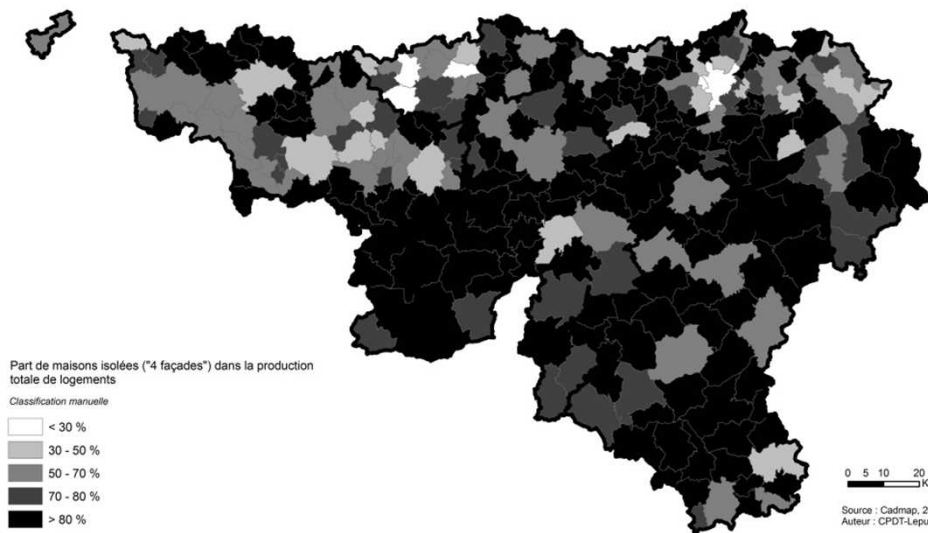 Part de maisons isolées ("4 façades") dans la production
totale de logements
Classification manuelle
< 30 %
30 - 50 %
50 - 70 %
70 - 80 %
> 80 %
0 5 10 20
Source : Cadmap,
Auteur : CPDT-Lepu